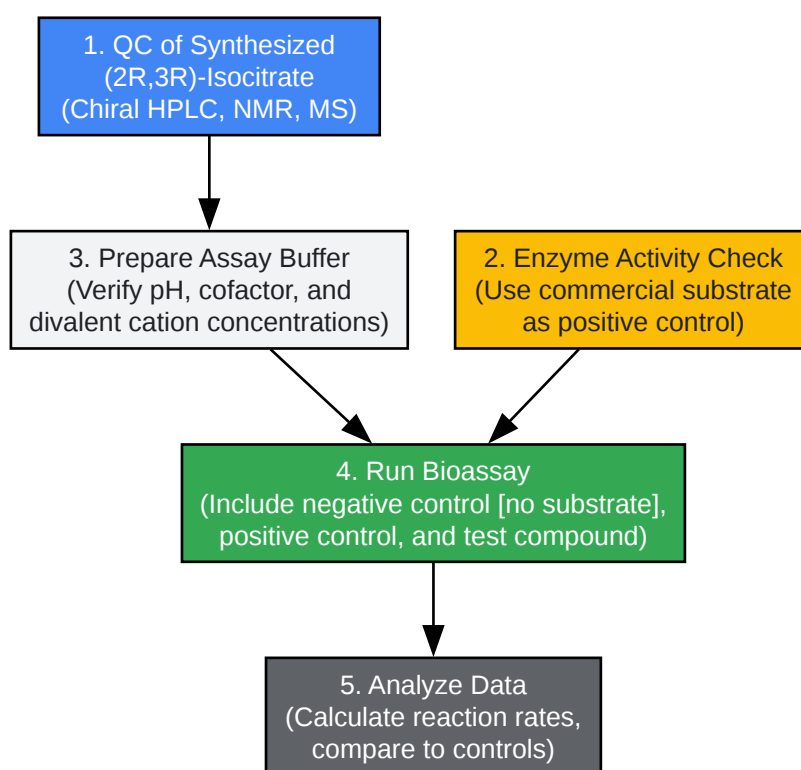 1. QC of Synthesized
(2R,3R)-Isocitrate
(Chiral HPLC, NMR, MS)
3. Prepare Assay Buffer
(Verify pH, cofactor, and
divalent cation concentrations)
2. Enzyme Activity Check
(Use commercial substrate
as positive control)
4. Run Bioassay
(Include negative control [no substrate],
positive control, and test compound)
5. Analyze Data
(Calculate reaction rates,
compare to controls)